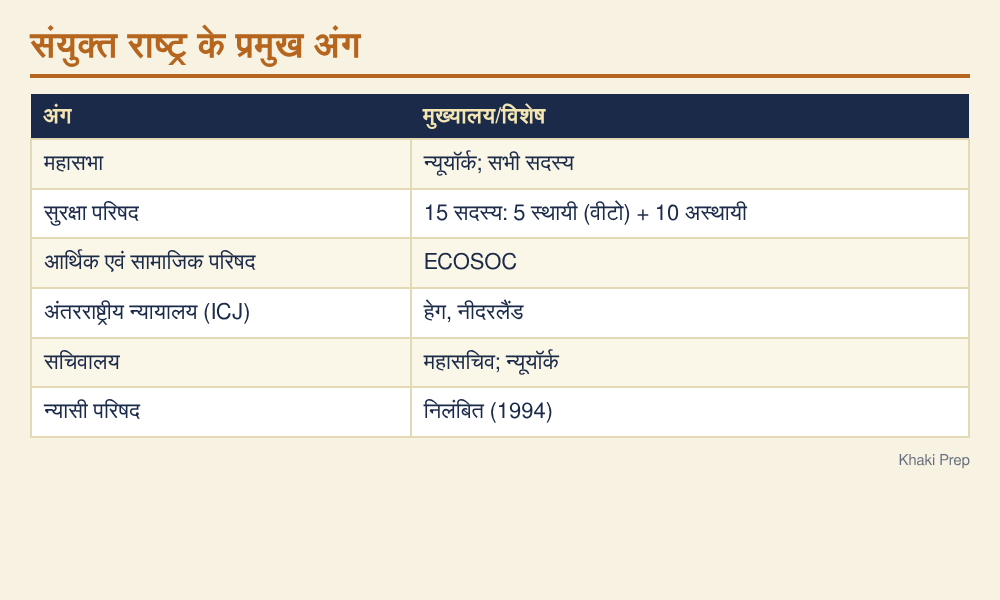 संयुक्त राष्ट्र के प्रमुख अंग
अंग मुख्यालय/विशेष
महासभा न्यूयॉर्क; सभी सदस्य
सुरक्षा परिषद 15 सदस्य: 5 स्थायी (वीटो) + 10 अस्थायी
आर्थिक एवं सामाजिक परिषद ECOSOC
अंतरराष्ट्रीय न्यायालय (ICJ) हेग, नीदरलैंड
सचिवालय महासचिव; न्यूयॉर्क
न्यासी परिषद निलंबित (1994)
Khaki Prep